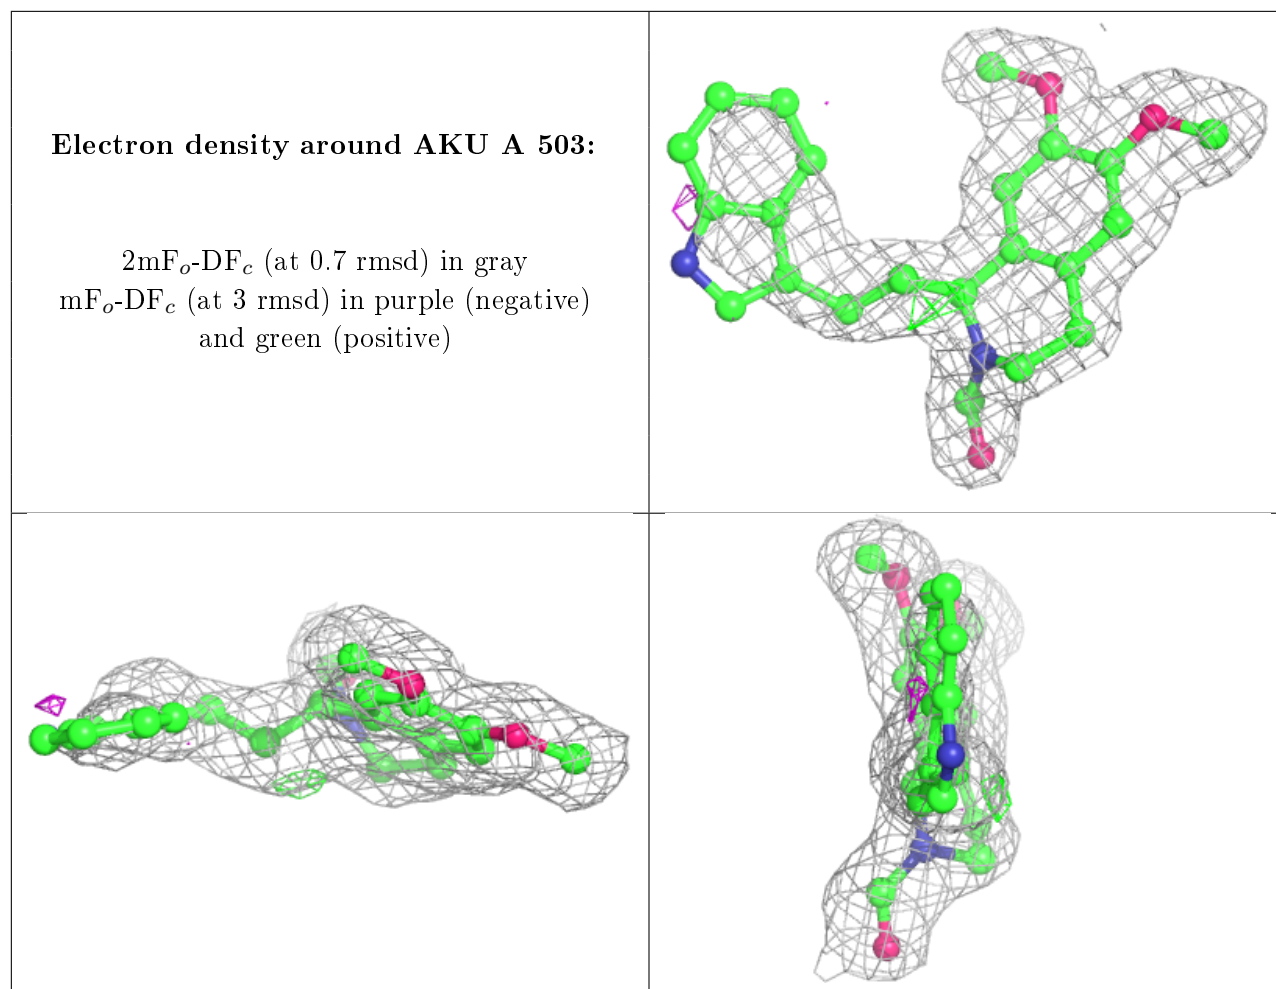 Electron density around AKU A 503:
2mFₒ-DF𝒸 (at 0.7 rmsd) in gray
mFₒ-DF𝒸 (at 3 rmsd) in purple (negative)
and green (positive)